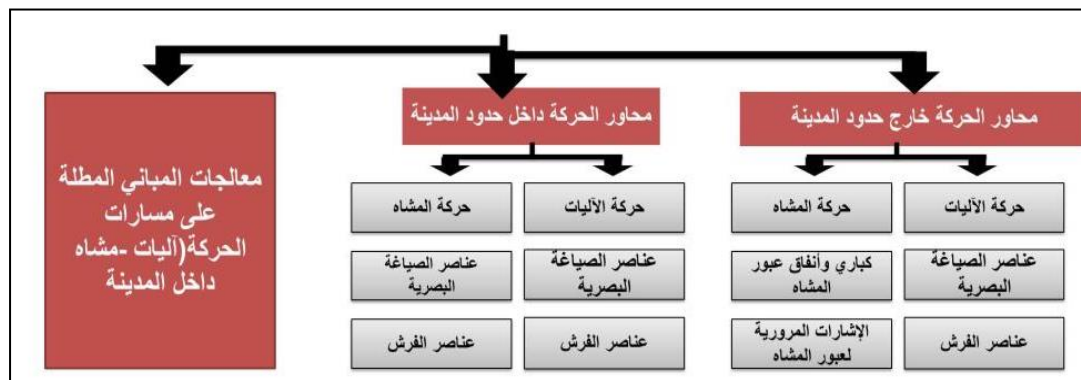 محاور الحركة خارج حدود المدينة
حركة الآليات
عناصر الصياغة
البصرية
عناصر الفرش
حركة المشاه
كباري وأنفاق عبور
المشاه
الإشارات المرورية
لعبور المشاه
محاور الحركة داخل حدود المدينة
حركة الآليات
عناصر الصياغة
البصرية
عناصر الفرش
حركة المشاه
عناصر الصياغة
البصرية
عناصر الفرش
معالجات المباني المطلة
على مسارات
الحركة(آليات -مشاه
داخل المدينة